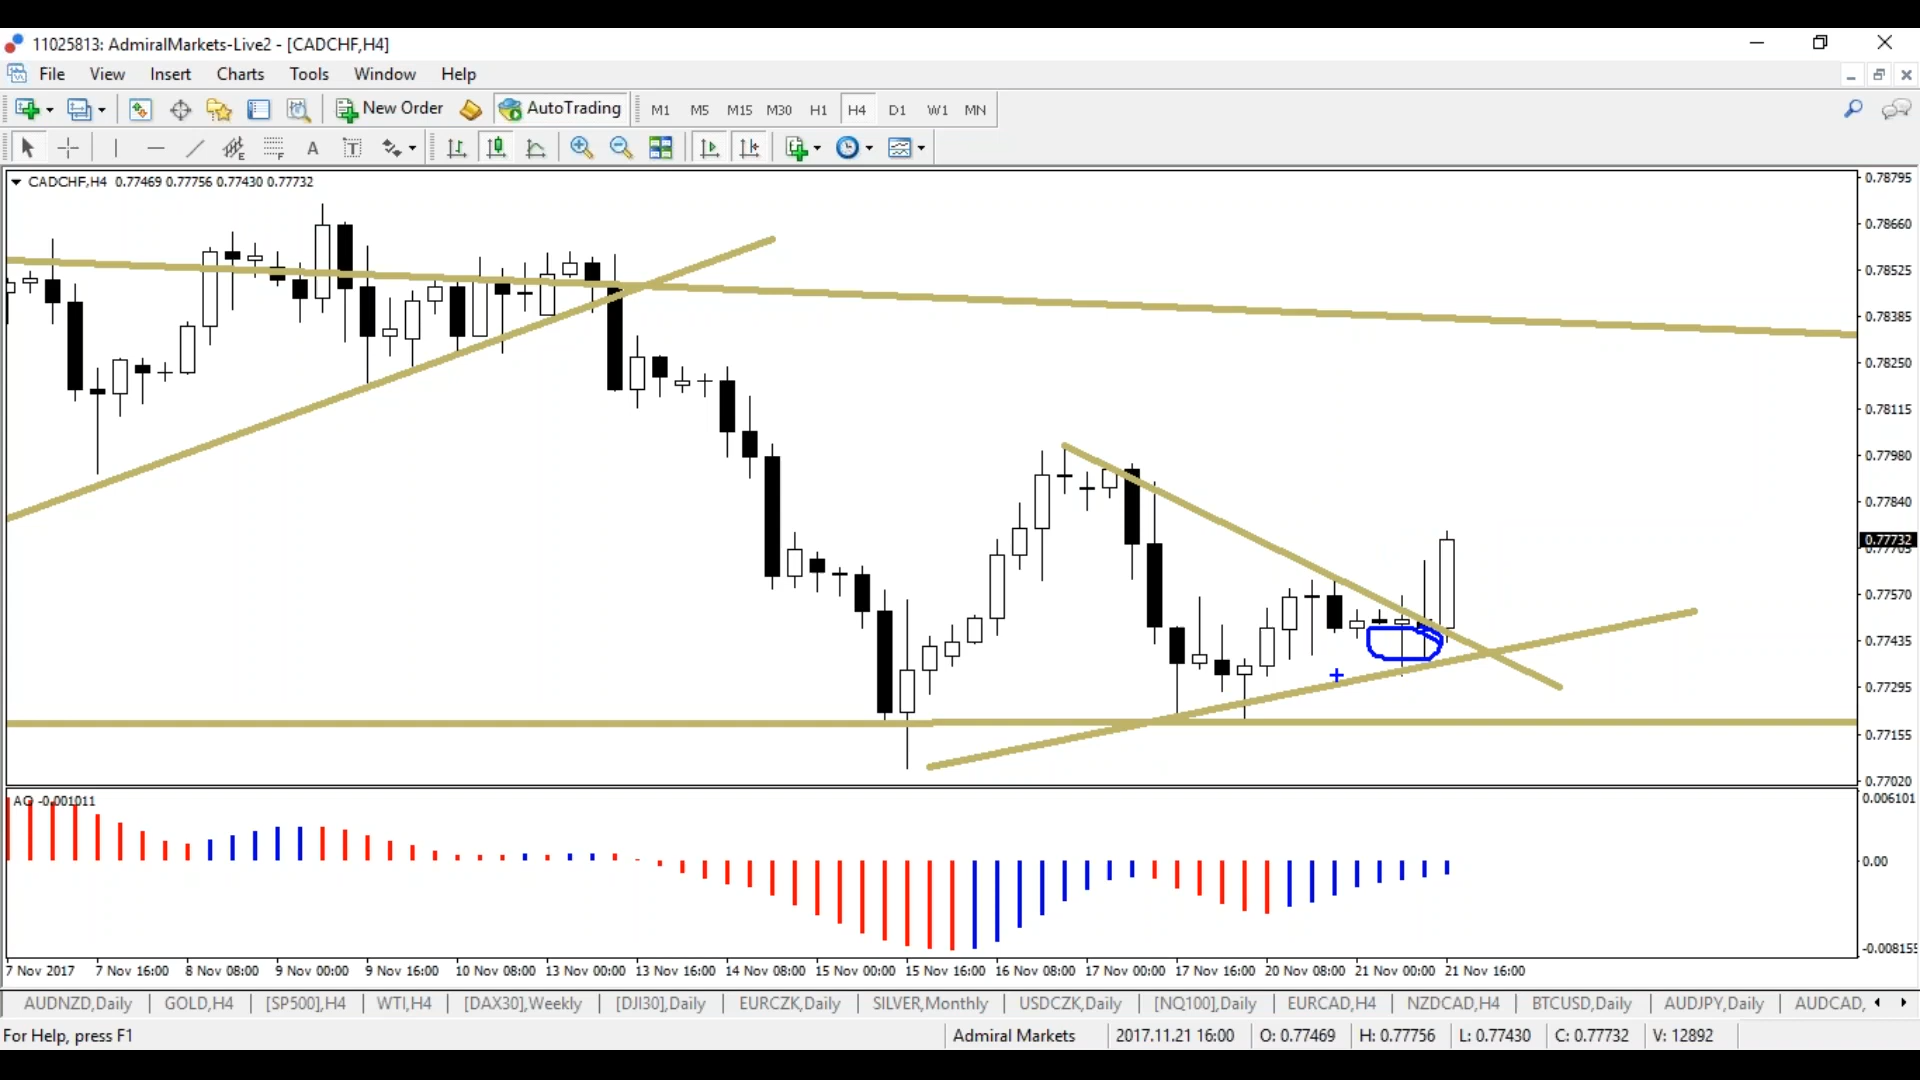 11025813: AdmiralMarkets-Live2 - [CADCHF,H4]
File View Insert Charts Tools Window Help
New Order AutoTrading M1 M5 M15 M30 H1 H4 D1 W1 MN
A T
CADCHF,H4 0.77469 0.77756 0.77430 0.77732
0.78795
0.78660
0.78525
0.78385
0.78250
0.78115
0.77980
0.77840
0.77732
0.77705
0.77570
0.77435
0.77295
0.77155
0.77020
AO -0.001011
0.006101
0.00
-0.008155
7 Nov 2017 7 Nov 16:00 8 Nov 08:00 9 Nov 00:00 9 Nov 16:00 10 Nov 08:00 13 Nov 00:00 13 Nov 16:00 14 Nov 08:00 15 Nov 00:00 15 Nov 16:00 16 Nov 08:00 17 Nov 00:00 17 Nov 16:00 20 Nov 08:00 21 Nov 00:00 21 Nov 16:00
AUDNZD,Daily GOLD,H4 [SP500],H4 WTI,H4 [DAX30],Weekly [DJI30],Daily EURCZK,Daily SILVER,Monthly USDCZK,Daily [NQ100],Daily EURCAD,H4 NZDCAD,H4 BTCUSD,Daily AUDJPY,Daily AUDCAD,
For Help, press F1 Admiral Markets 2017.11.21 16:00 O: 0.77469 H: 0.77756 L: 0.77430 C: 0.77732 V: 12892